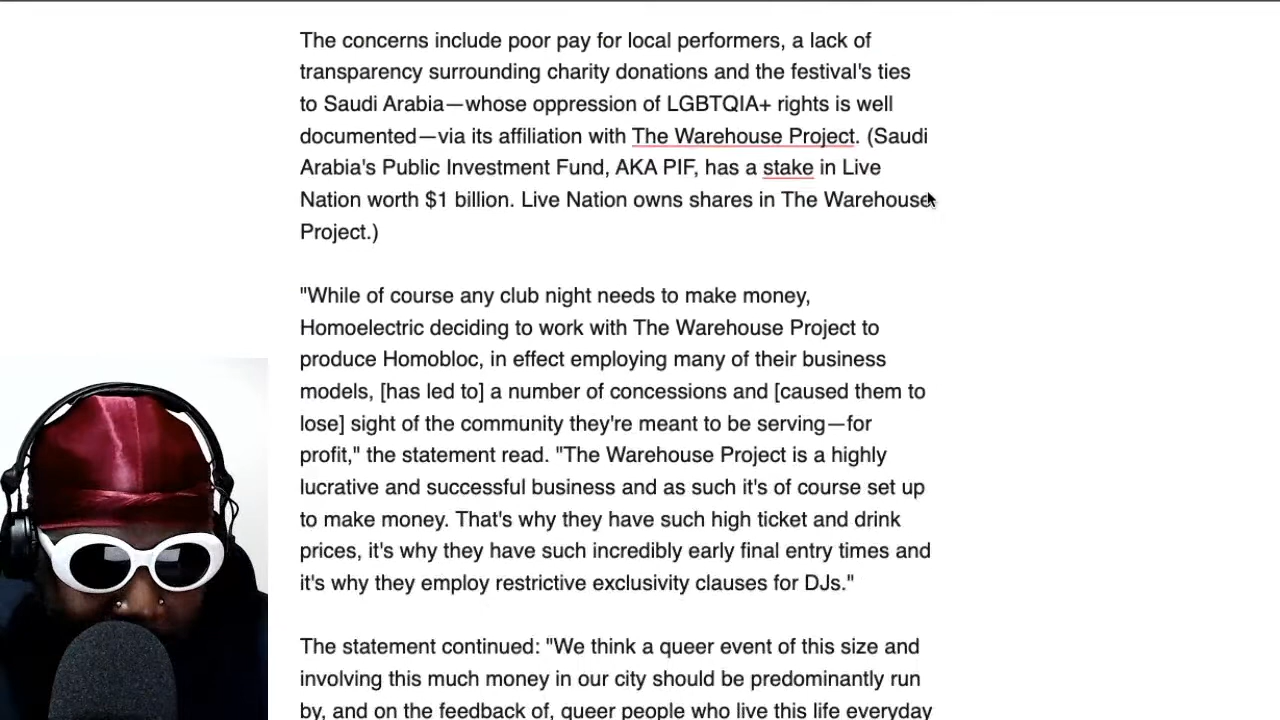 The concerns include poor pay for local performers, a lack of
transparency surrounding charity donations and the festival's ties
to Saudi Arabia—whose oppression of LGBTQIA+ rights is well
documented—via its affiliation with The Warehouse Project. (Saudi
Arabia's Public Investment Fund, AKA PIF, has a stake in Live
Nation worth $1 billion. Live Nation owns shares in The Warehouse
Project.)
"While of course any club night needs to make money,
Homoelectric deciding to work with The Warehouse Project to
produce Homobloc, in effect employing many of their business
models, [has led to] a number of concessions and [caused them to
lose] sight of the community they're meant to be serving—for
profit," the statement read. "The Warehouse Project is a highly
lucrative and successful business and as such it's of course set up
to make money. That's why they have such high ticket and drink
prices, it's why they have such incredibly early final entry times and
it's why they employ restrictive exclusivity clauses for DJs."
The statement continued: "We think a queer event of this size and
involving this much money in our city should be predominantly run
by, and on the feedback of, queer people who live this life everyday